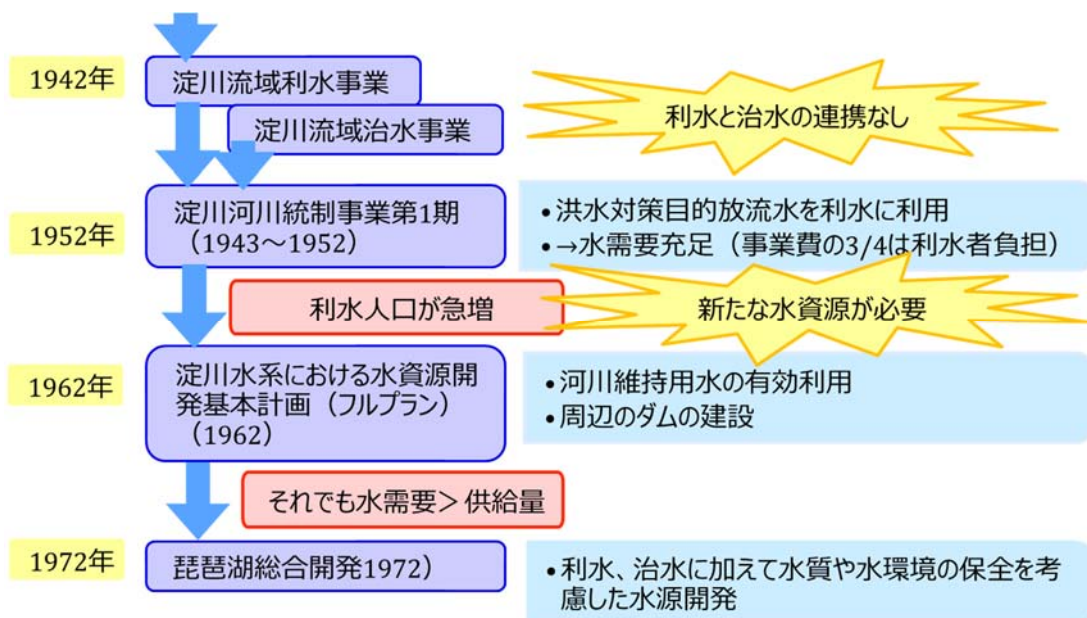 1942年
淀川流域利水事業
淀川流域治水事業
利水と治水の連携なし
1952年
淀川河川統制事業第1期
（1943～1952）
• 洪水対策目的放流水を利水に利用
• →水需要充足（事業費の3/4は利水者負担）
利水人口が急増
新たな水資源が必要
1962年
淀川水系における水資源開
発基本計画（フルプラン）
（1962）
• 河川維持用水の有効利用
• 周辺のダムの建設
それでも水需要＞供給量
1972年
琵琶湖総合開発1972）
• 利水、治水に加えて水質や水環境の保全を考
慮した水源開発